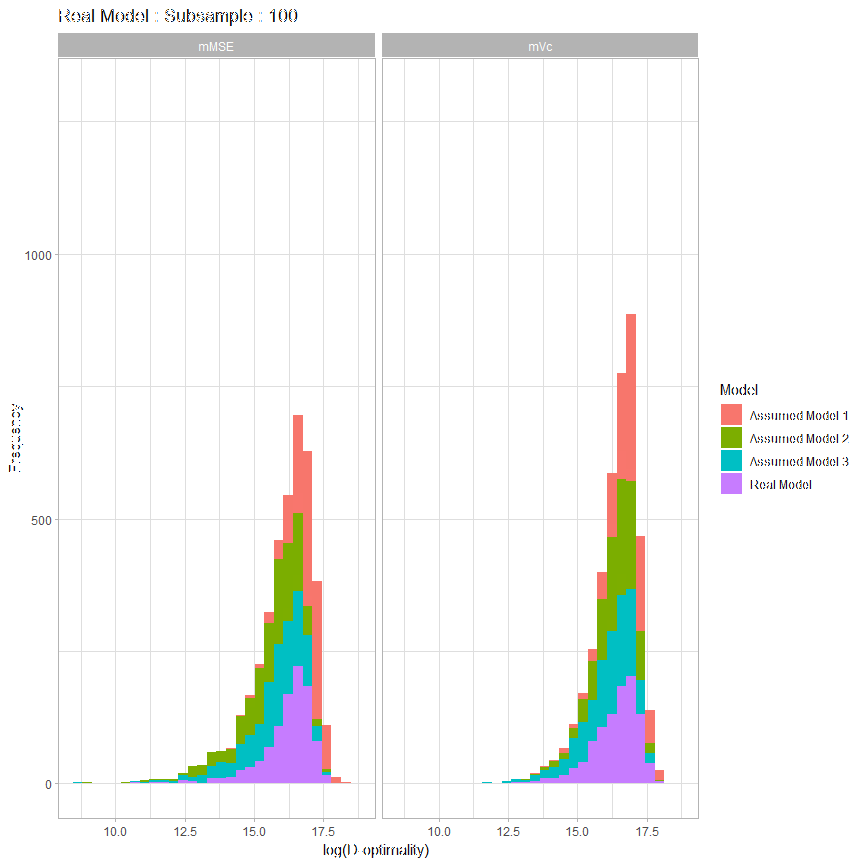 Real Model :: Subsample :: 100
mMSE mVc
1000
500
0
Frequency
10.0 12.5 15.0 17.5 10.0 12.5 15.0 17.5
log(D-optimality)
Model
Assumed Model 1
Assumed Model 2
Assumed Model 3
Real Model